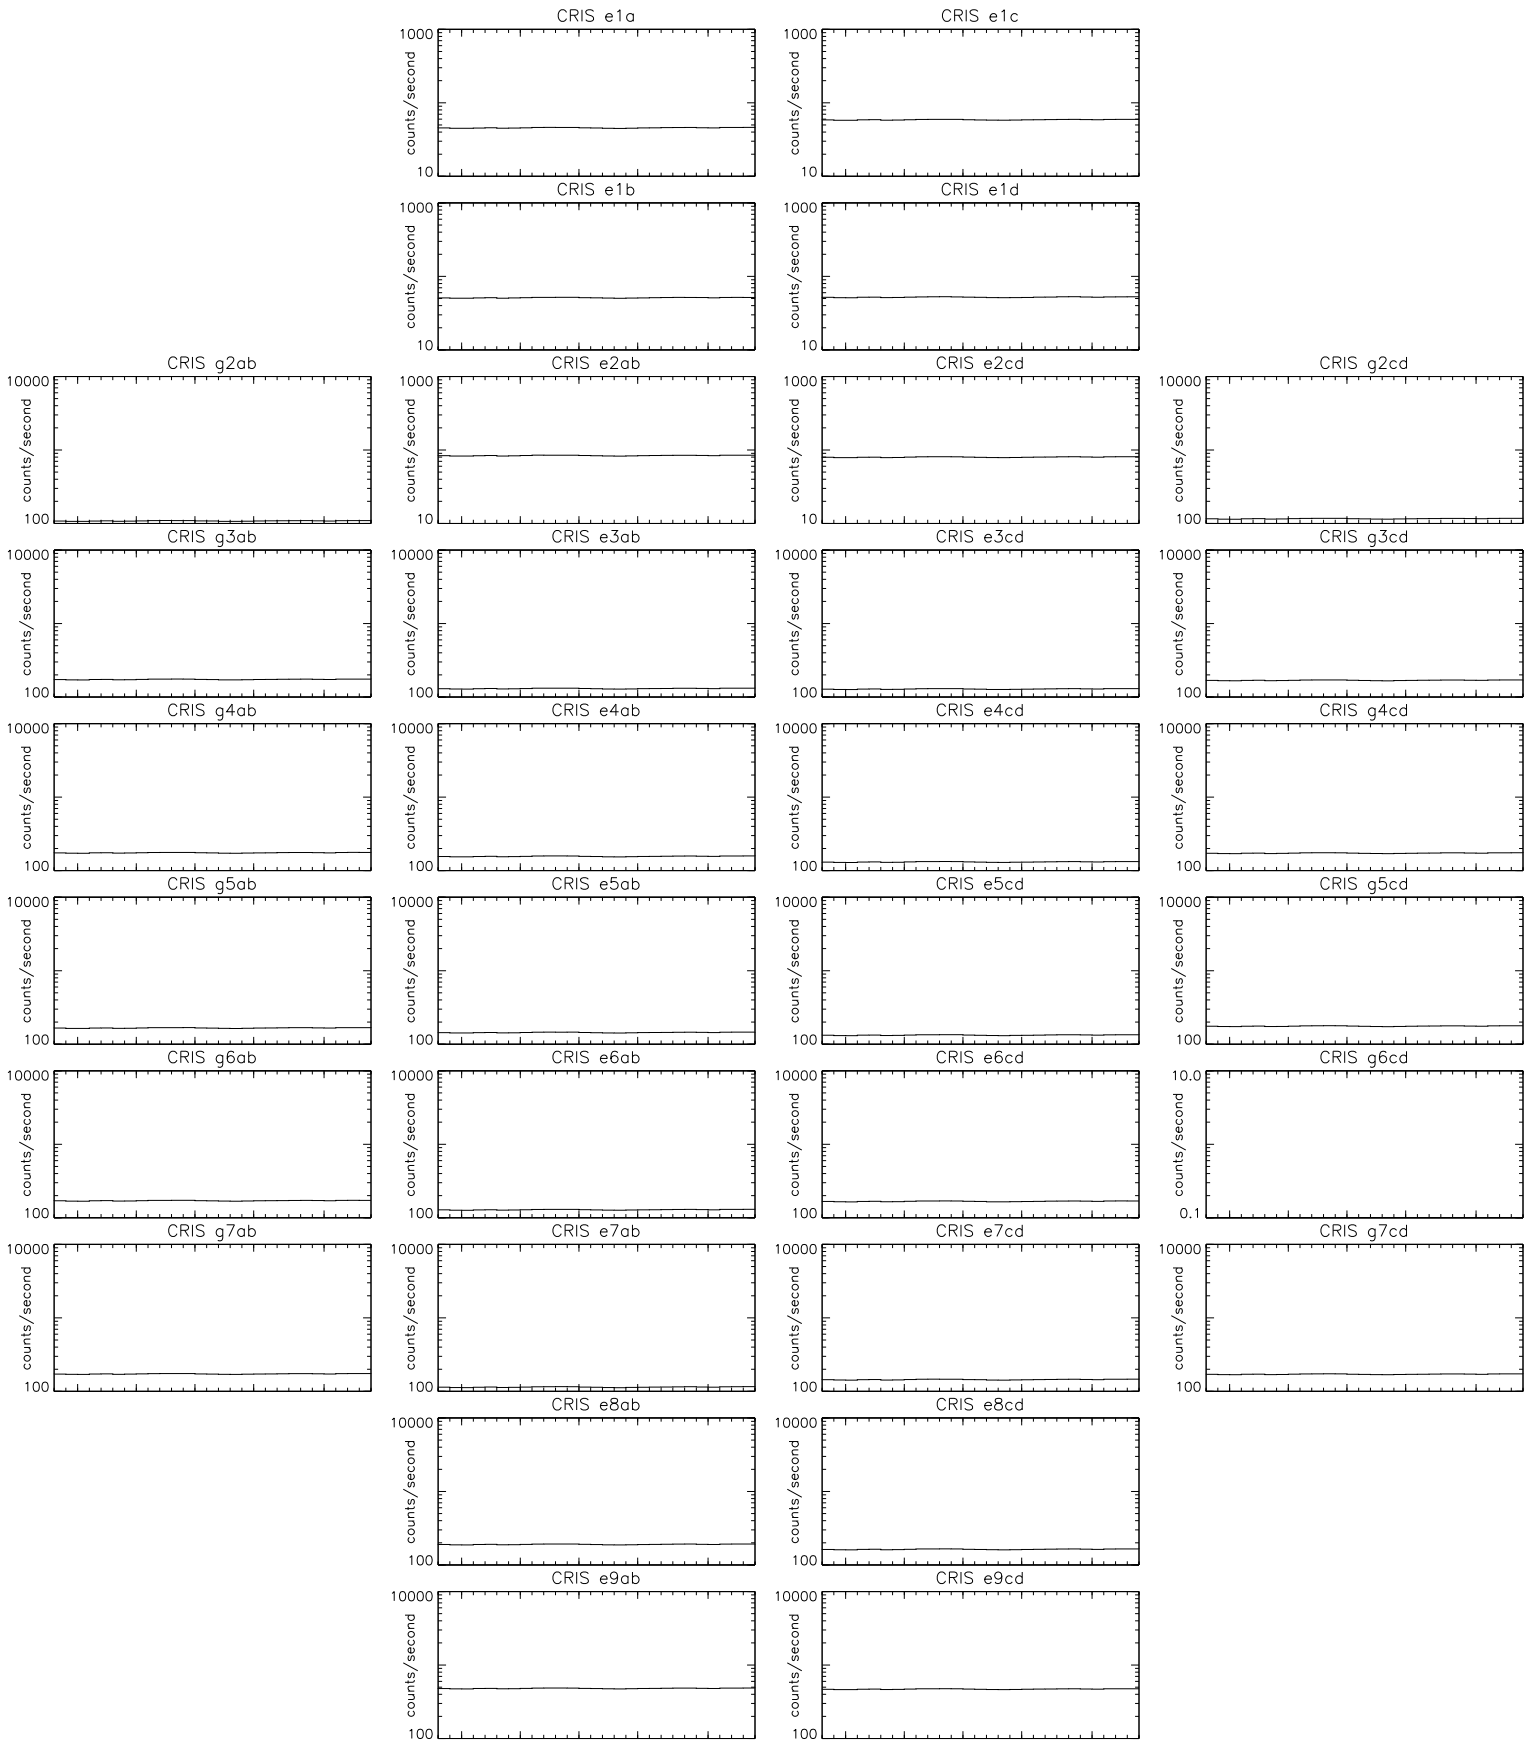 CRIS e1a CRIS e1c
1000 1000
counts/second counts/second
10 10
CRIS e1b CRIS e1d
1000 1000
counts/second counts/second
10 10
CRIS g2ab CRIS e2ab CRIS e2cd CRIS g2cd
10000 1000 1000 10000
counts/second counts/second counts/second counts/second
100 10 10 100
CRIS g3ab CRIS e3ab CRIS e3cd CRIS g3cd
10000 10000 10000 10000
counts/second counts/second counts/second counts/second
100 100 100 100
CRIS g4ab CRIS e4ab CRIS e4cd CRIS g4cd
10000 10000 10000 10000
counts/second counts/second counts/second counts/second
100 100 100 100
CRIS g5ab CRIS e5ab CRIS e5cd CRIS g5cd
10000 10000 10000 10000
counts/second counts/second counts/second counts/second
100 100 100 100
CRIS g6ab CRIS e6ab CRIS e6cd CRIS g6cd
10000 10000 10000 10.0
counts/second counts/second counts/second counts/second
100 100 100 0.1
CRIS g7ab CRIS e7ab CRIS e7cd CRIS g7cd
10000 10000 10000 10000
counts/second counts/second counts/second counts/second
100 100 100 100
CRIS e8ab CRIS e8cd
10000 10000
counts/second counts/second
100 100
CRIS e9ab CRIS e9cd
10000 10000
counts/second counts/second
100 100